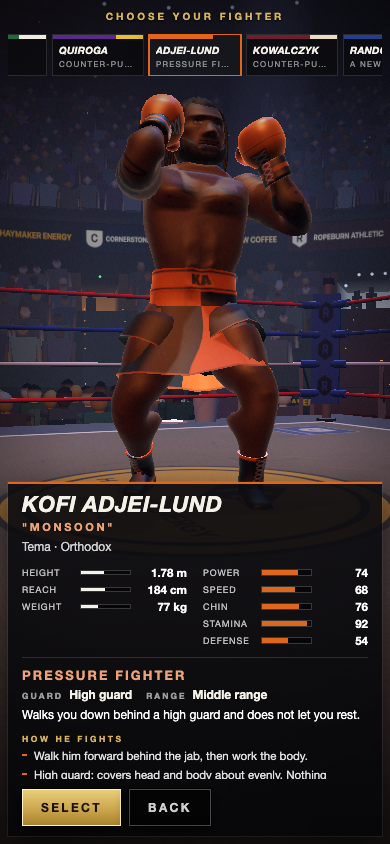 CHOOSE YOUR FIGHTER
QUIROGA
COUNTER-PU...
ADJEI-LUND
PRESSURE FI...
KOWALCZYK
COUNTER-PU...
RAND
A NEW
HAYMAKER ENERGY
C CORNERSTON
W COFFEE
R ROPEBURN ATHLETIC
KA
R
R
R
KOFI ADJEI-LUND
"MONSOON"
Tema · Orthodox
HEIGHT 1.78 m
REACH 184 cm
WEIGHT 77 kg
POWER 74
SPEED 68
CHIN 76
STAMINA 92
DEFENSE 54
PRESSURE FIGHTER
GUARD High guard RANGE Middle range
Walks you down behind a high guard and does not let you rest.
HOW HE FIGHTS
Walk him forward behind the jab, then work the body.
High guard: covers head and body about evenly. Nothing
SELECT
BACK